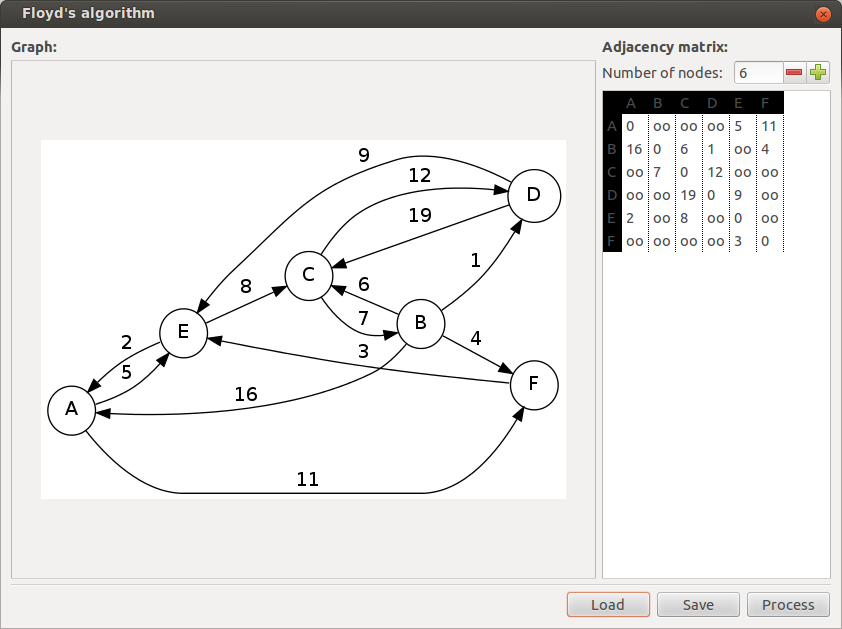 Floyd's algorithm
Graph:
Adjacency matrix:
Number of nodes: 6
A B C D E F
A 0 oo oo oo 5 11
B 16 0 6 1 oo 4
C oo 7 0 12 oo oo
D oo oo 19 0 9 oo
E 2 oo 8 oo 0 oo
F oo oo oo oo 3 0
9
12
D
19
1
C
8
6
7
B
E
2
3
4
5
F
16
A
11
Load Save Process